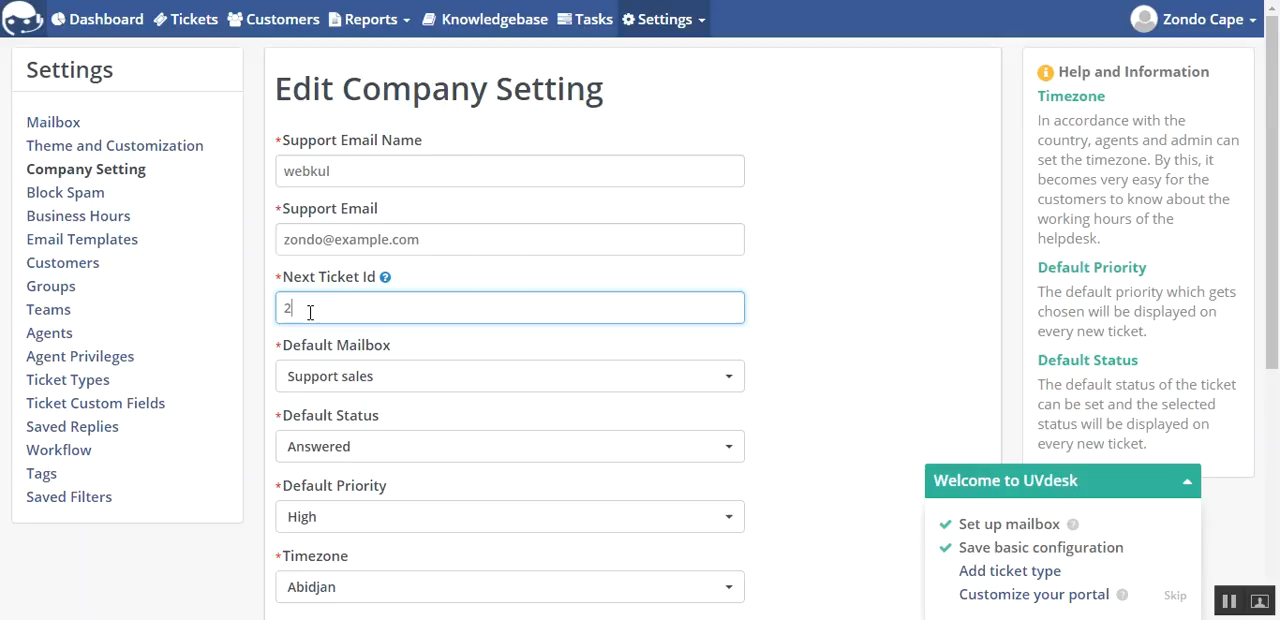 Dashboard Tickets Customers Reports Knowledgebase Tasks Settings Zondo Cape
Settings
Mailbox
Theme and Customization
Company Setting
Block Spam
Business Hours
Email Templates
Customers
Groups
Teams
Agents
Agent Privileges
Ticket Types
Ticket Custom Fields
Saved Replies
Workflow
Tags
Saved Filters
Edit Company Setting
*Support Email Name
webkul
*Support Email
zondo@example.com
*Next Ticket Id ?
2
*Default Mailbox
Support sales
*Default Status
Answered
*Default Priority
High
*Timezone
Abidjan
Help and Information
Timezone
In accordance with the
country, agents and admin can
set the timezone. By this, it
becomes very easy for the
customers to know about the
working hours of the
helpdesk.
Default Priority
The default priority which gets
chosen will be displayed on
every new ticket.
Default Status
The default status of the ticket
can be set and the selected
status will be displayed on
every new ticket.
Welcome to UVdesk
Set up mailbox ?
Save basic configuration
Add ticket type
Customize your portal ? Skip